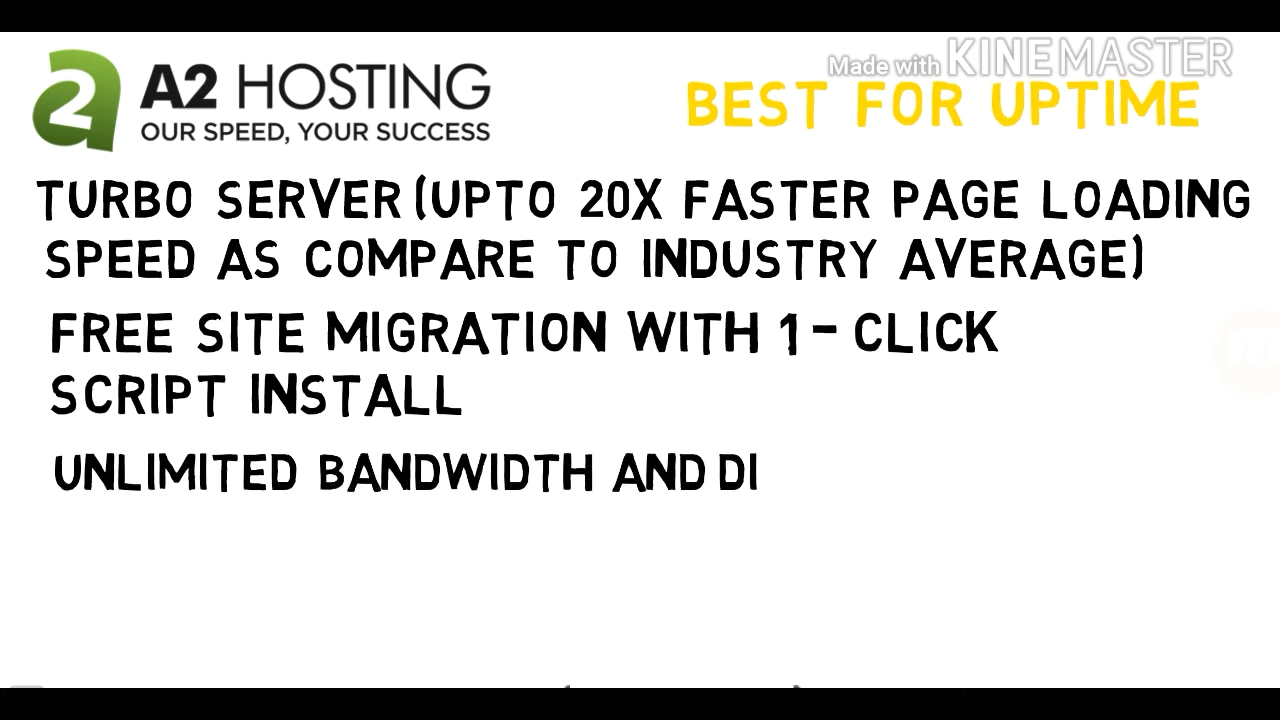 A2 HOSTING
OUR SPEED, YOUR SUCCESS
Made with KINEMASTER
BEST FOR UPTIME
TURBO SERVER(UPTO 20X FASTER PAGE LOADING
SPEED AS COMPARE TO INDUSTRY AVERAGE)
FREE SITE MIGRATION WITH 1-CLICK
SCRIPT INSTALL
UNLIMITED BANDWIDTH AND DI